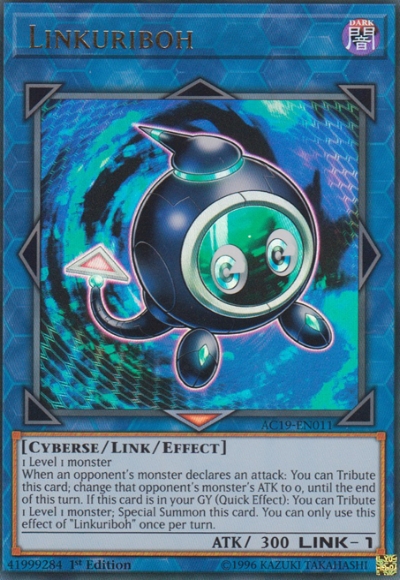 LINKURIBOH
DARK
闇
AC19-EN011
[CYBERSE/LINK/EFFECT]
1 Level 1 monster
When an opponent's monster declares an attack: You can Tribute
this card; change that opponent's monster's ATK to 0, until the
end of this turn. If this card is in your GY (Quick Effect): You can Tribute
1 Level 1 monster; Special Summon this card. You can only use this
effect of "Linkuriboh" once per turn.
ATK/ 300 LINK-1
41999284 1st Edition ©1996 KAZUKI TAKAHASHI